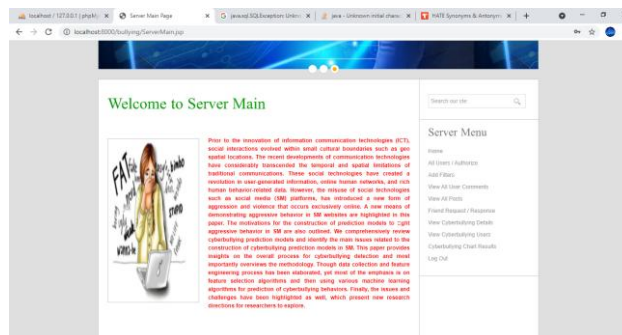 localhost / 127.0.0.1 | phpMy
Server Main Page
java.sql.SQLException: Unkno
java - Unknown initial charac
HATE Synonyms & Antonym
localhost:8000/bullying/ServerMain.jsp
Welcome to Server Main
Search our site
Server Menu
Home
All Users / Authorize
Add Filters
View All User Comments
View All Posts
Friend Request / Response
View Cyberbullying Details
View Cyberbullying Users
Cyberbullying Chart Results
Log Out
FAT
bimbo
Prior to the innovation of information communication technologies (ICT),
social interactions evolved within small cultural boundaries such as geo
spatial locations. The recent developments of communication technologies
have considerably transcended the temporal and spatial limitations of
traditional communications. These social technologies have created a
revolution in user-generated information, online human networks, and rich
human behavior-related data. However, the misuse of social technologies
such as social media (SM) platforms, has introduced a new form of
aggression and violence that occurs exclusively online. A new means of
demonstrating aggressive behavior in SM websites are highlighted in this
paper. The motivations for the construction of prediction models to
aggressive behavior in SM are also outlined. We comprehensively review
cyberbullying prediction models and identify the main issues related to the
construction of cyberbullying prediction models in SM. This paper provides
insights on the overall process for cyberbullying detection and most
importantly overviews the methodology. Though data collection and feature
engineering process has been elaborated, yet most of the emphasis is on
feature selection algorithms and then using various machine learning
algorithms for prediction of cyberbullying behaviors. Finally, the issues and
challenges have been highlighted as well, which present new research
directions for researchers to explore.